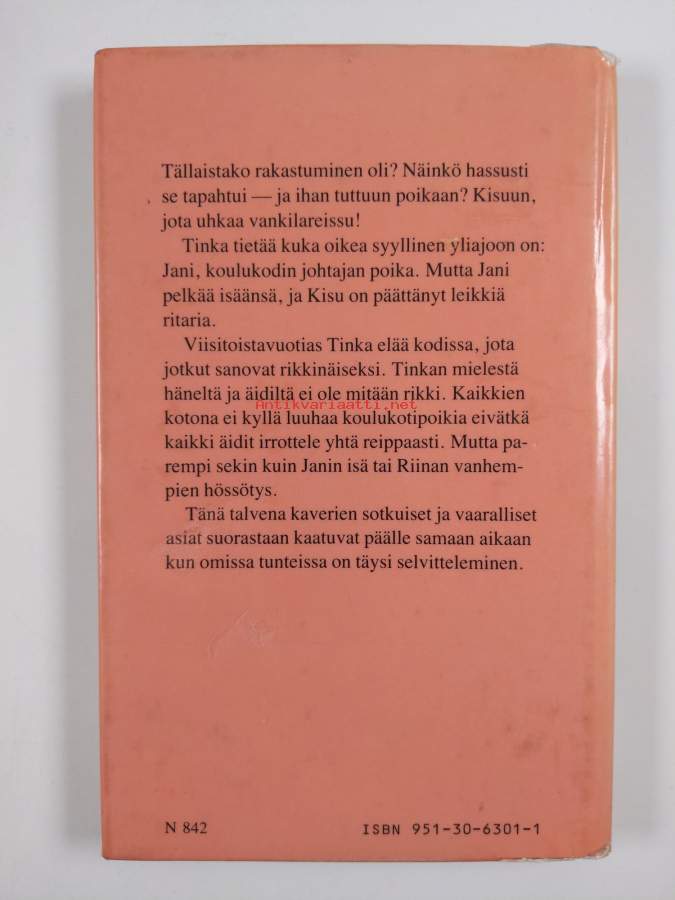 Tällaistako rakastuminen oli? Näinkö hassusti
se tapahtui — ja ihan tuttuun poikaan? Kisuun,
jota uhkaa vankilareissu!
Tinka tietää kuka oikea syyllinen yliajoon on:
Jani, koulukodin johtajan poika. Mutta Jani
pelkää isäänsä, ja Kisu on päättänyt leikkiä
ritaria.
Viisitoistavuotias Tinka elää kodissa, jota
jotkut sanovat rikkinäiseksi. Tinkan mielestä
häneltä ja äidiltä ei ole mitään rikki. Kaikkien
Antikvariaatti.net
kotona ei kyllä luuhaa koulukotipoikia eivätkä
kaikki äidit irrottele yhtä reippaasti. Mutta pa-
rempi sekin kuin Janin isä tai Riinan vanhem-
pien hössötys.
Tänä talvena kaverien sotkuiset ja vaaralliset
asiat suorastaan kaatuvat päälle samaan aikaan
kun omissa tunteissa on täysi selvitteleminen.
N 842 ISBN 951-30-6301-1